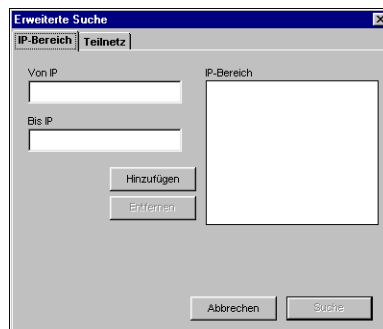 Erweiterte Suche
IP-Bereich Teilnetz
Von IP
IP-Bereich
Bis IP
Hinzufügen
Entfernen
Abbrechen
Suche